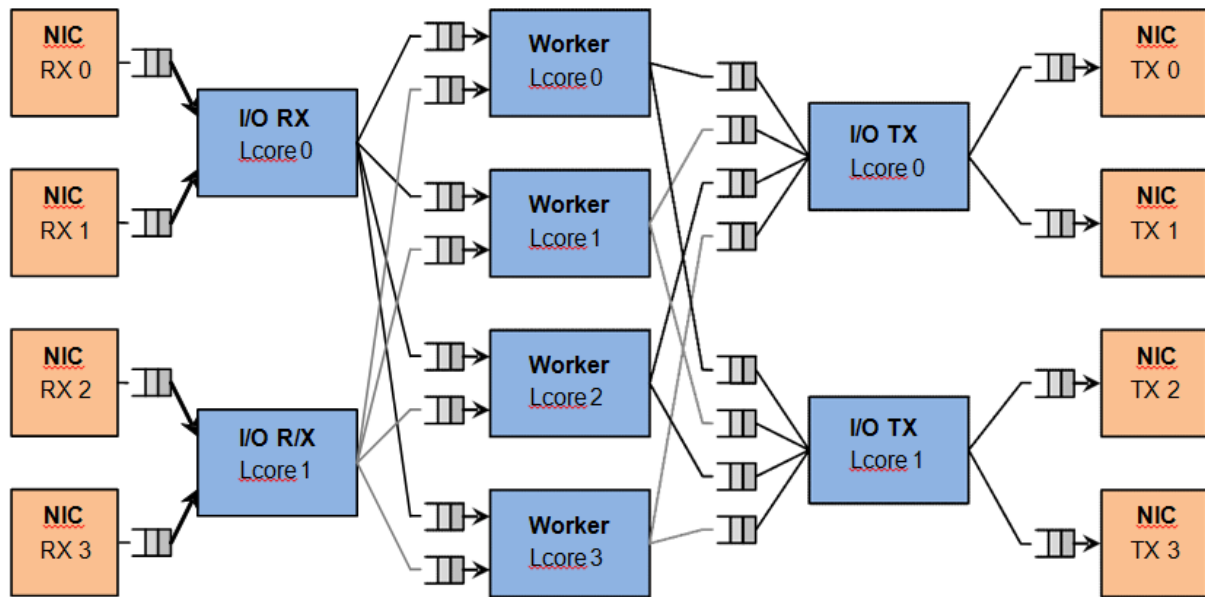 NIC
RX 0
NIC
RX 1
NIC
RX 2
NIC
RX 3
I/O RX
Lcore 0
I/O R/X
Lcore 1
Worker
Lcore 0
Worker
Lcore 1
Worker
Lcore 2
Worker
Lcore 3
I/O TX
Lcore 0
I/O TX
Lcore 1
NIC
TX 0
NIC
TX 1
NIC
TX 2
NIC
TX 3